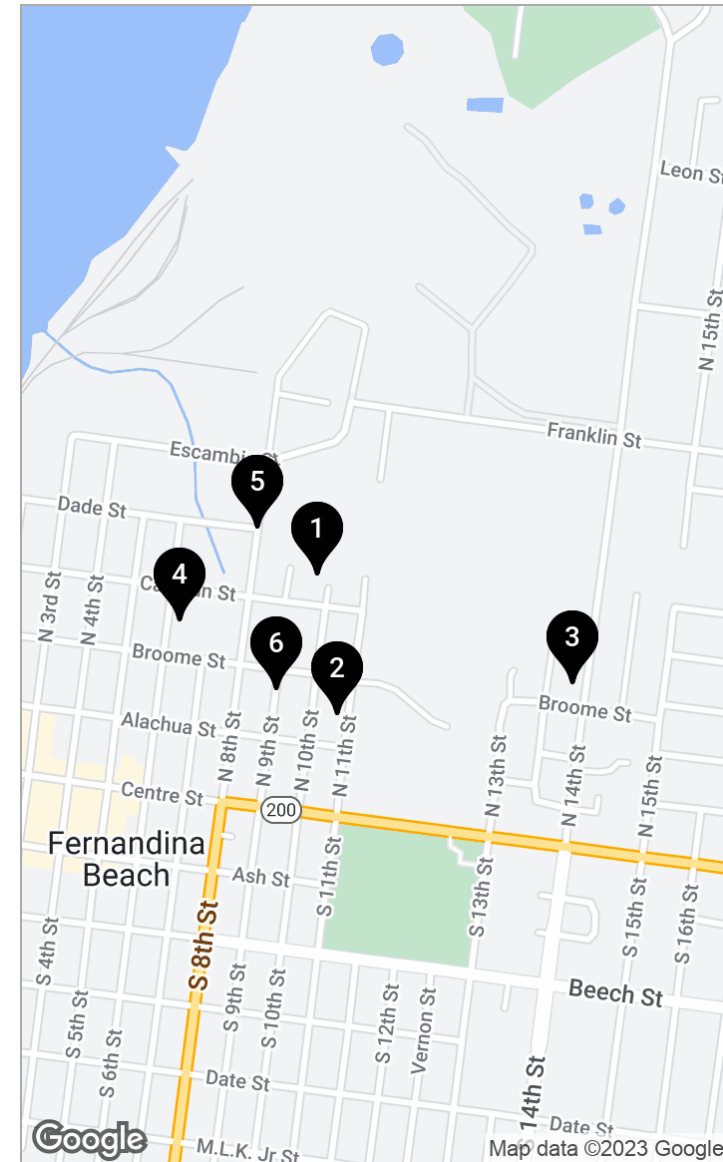 Leon St
N 15th St
Franklin St
Escambia St
5
Dade St
1
4
N 3rd St
N 4th St
6
2
3
Broome St
Broome St
Alachua St
N 8th St
N 9th St
N 10th St
N 11th St
N 13th St
N 14th St
N 15th St
Centre St
200
Fernandina
Beach
Ash St
S 11th St
S 13th St
S 15th St
S 16th St
S 8th St
S 4th St
S 5th St
S 6th St
S 9th St
S 10th St
S 12th St
Vernon St
Beech St
S 14th St
Date St
Date St
M.L.K. Jr St
Google
Map data ©2023 Google